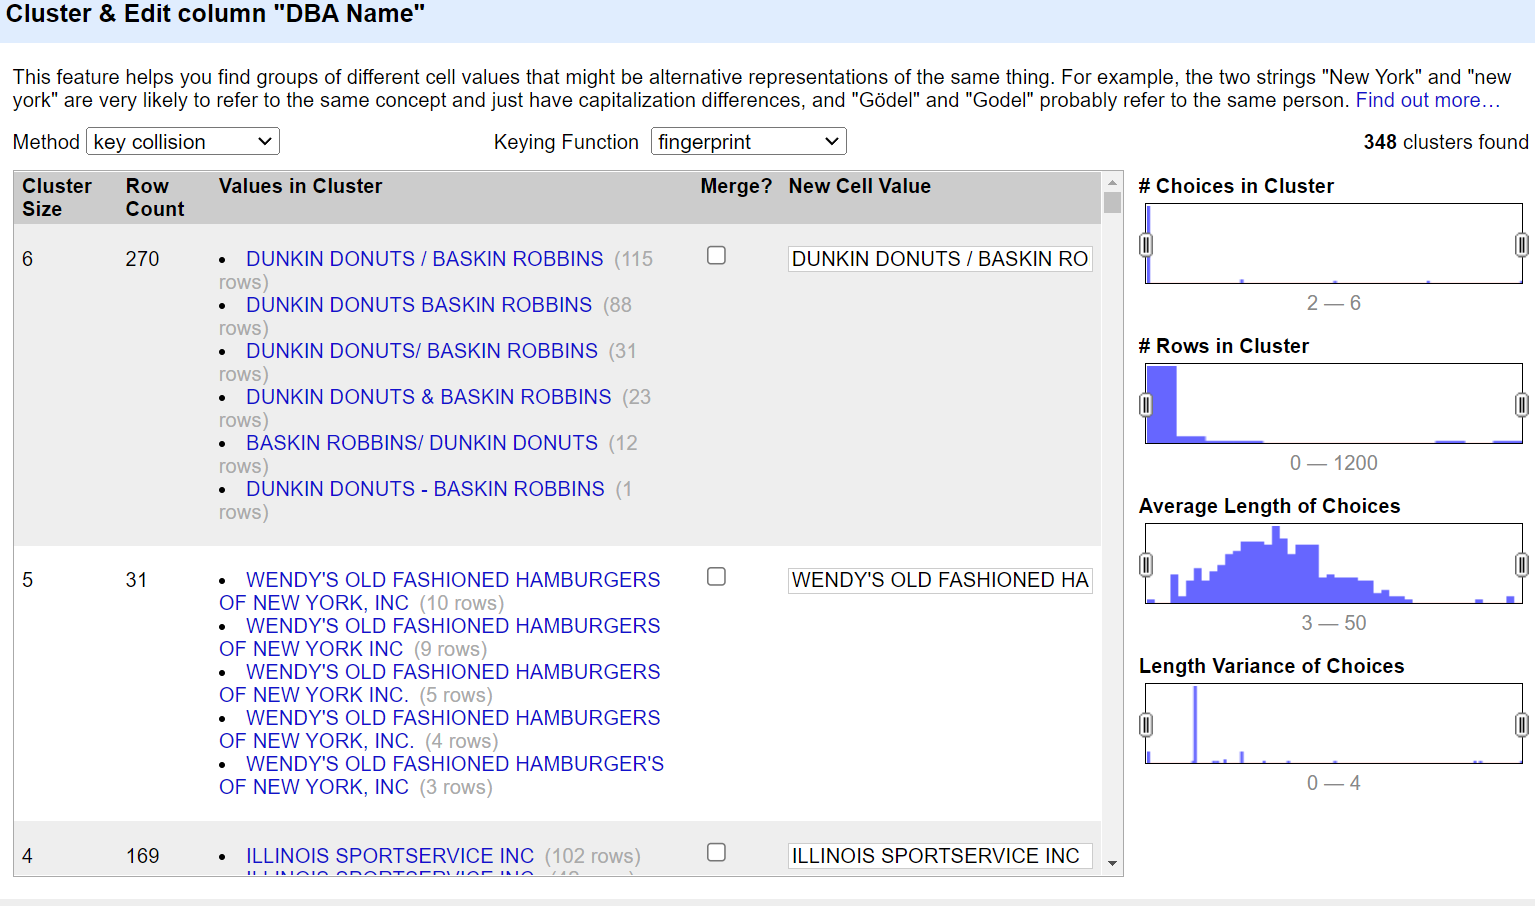 Cluster & Edit column "DBA Name"
This feature helps you find groups of different cell values that might be alternative representations of the same thing. For example, the two strings "New York" and "new
york" are very likely to refer to the same concept and just have capitalization differences, and "Gödel" and "Godel" probably refer to the same person. Find out more…
Method key collision Keying Function fingerprint 348 clusters found
Cluster Size Row Count Values in Cluster Merge? New Cell Value
6 270
DUNKIN DONUTS / BASKIN ROBBINS (115
rows)
DUNKIN DONUTS BASKIN ROBBINS (88
rows)
DUNKIN DONUTS/ BASKIN ROBBINS (31
rows)
DUNKIN DONUTS & BASKIN ROBBINS (23
rows)
BASKIN ROBBINS/ DUNKIN DONUTS (12
rows)
DUNKIN DONUTS - BASKIN ROBBINS (1
rows)
DUNKIN DONUTS / BASKIN RO
5 31
WENDY'S OLD FASHIONED HAMBURGERS
OF NEW YORK, INC (10 rows)
WENDY'S OLD FASHIONED HAMBURGERS
OF NEW YORK INC (9 rows)
WENDY'S OLD FASHIONED HAMBURGERS
OF NEW YORK INC. (5 rows)
WENDY'S OLD FASHIONED HAMBURGERS
OF NEW YORK, INC. (4 rows)
WENDY'S OLD FASHIONED HAMBURGER'S
OF NEW YORK, INC (3 rows)
WENDY'S OLD FASHIONED HA
4 169
ILLINOIS SPORTSERVICE INC (102 rows)
ILLINOIS SPORTSERVICE INC
# Choices in Cluster
2 — 6
# Rows in Cluster
0 — 1200
Average Length of Choices
3 — 50
Length Variance of Choices
0 — 4